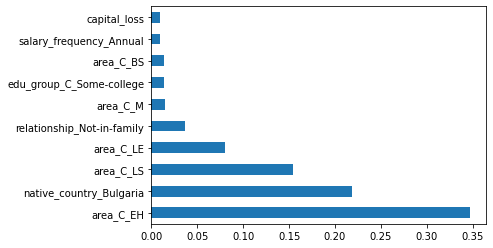 capital_loss
salary_frequency_Annual
area_C_BS
edu_group_C_Some-college
area_C_M
relationship_Not-in-family
area_C_LE
area_C_LS
native_country_Bulgaria
area_C_EH
0.00 0.05 0.10 0.15 0.20 0.25 0.30 0.35